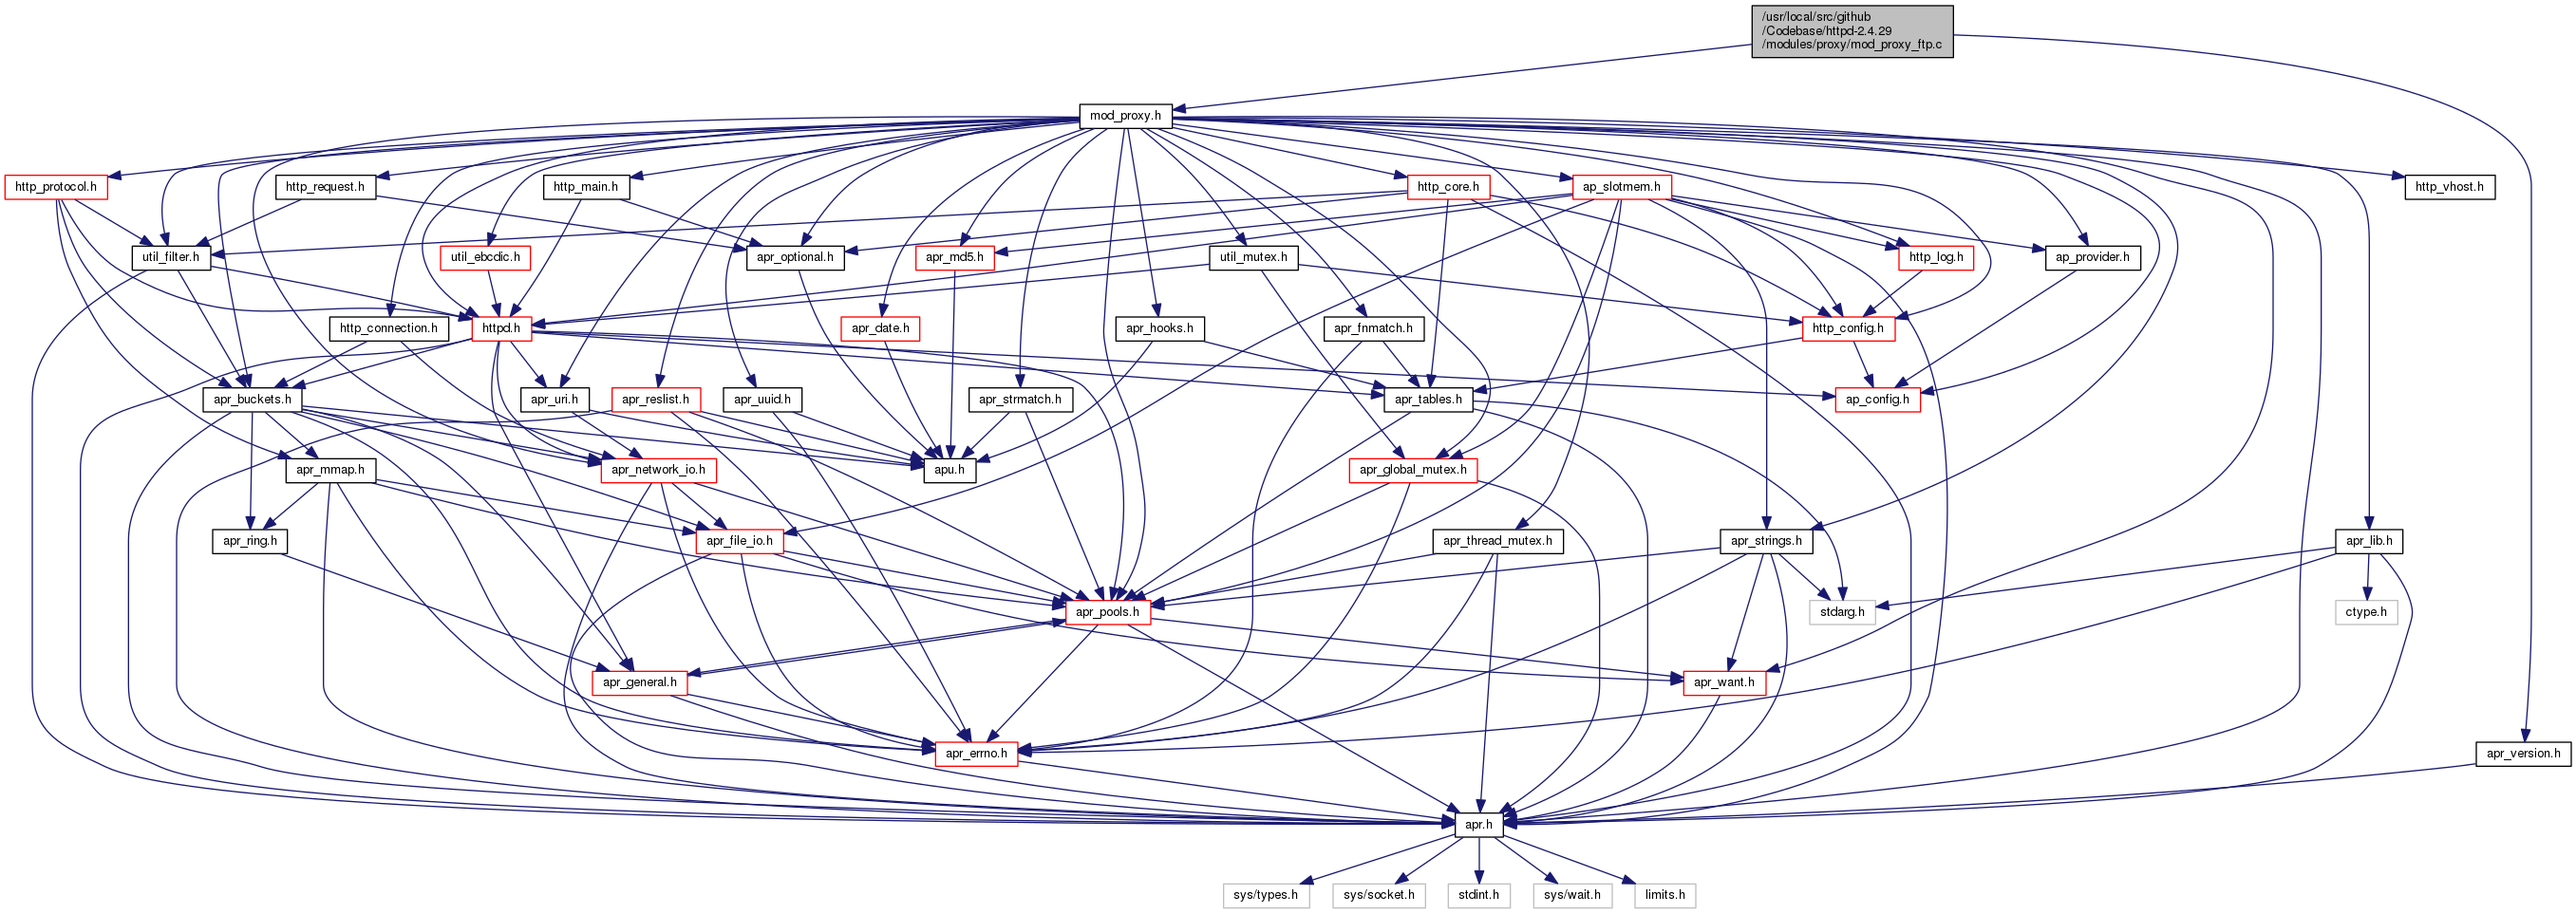 /usr/local/src/github
/Codebase/httpd-2.4.29
/modules/proxy/mod_proxy_ftp.c
mod_proxy.h
http_protocol.h
http_request.h
http_main.h
http_core.h
ap_slotmem.h
http_vhost.h
util_filter.h
util_ebcdic.h
apr_optional.h
apr_md5.h
util_mutex.h
http_log.h
ap_provider.h
http_connection.h
httpd.h
apr_date.h
apr_hooks.h
apr_fnmatch.h
http_config.h
apr_buckets.h
apr_uri.h
apr_reslist.h
apr_uuid.h
apr_strmatch.h
apr_tables.h
ap_config.h
apr_mmap.h
apr_network_io.h
apu.h
apr_global_mutex.h
apr_ring.h
apr_file_io.h
apr_thread_mutex.h
apr_strings.h
apr_lib.h
apr_pools.h
stdarg.h
ctype.h
apr_general.h
apr_want.h
apr_errno.h
apr_version.h
apr.h
sys/types.h
sys/socket.h
stdint.h
sys/wait.h
limits.h